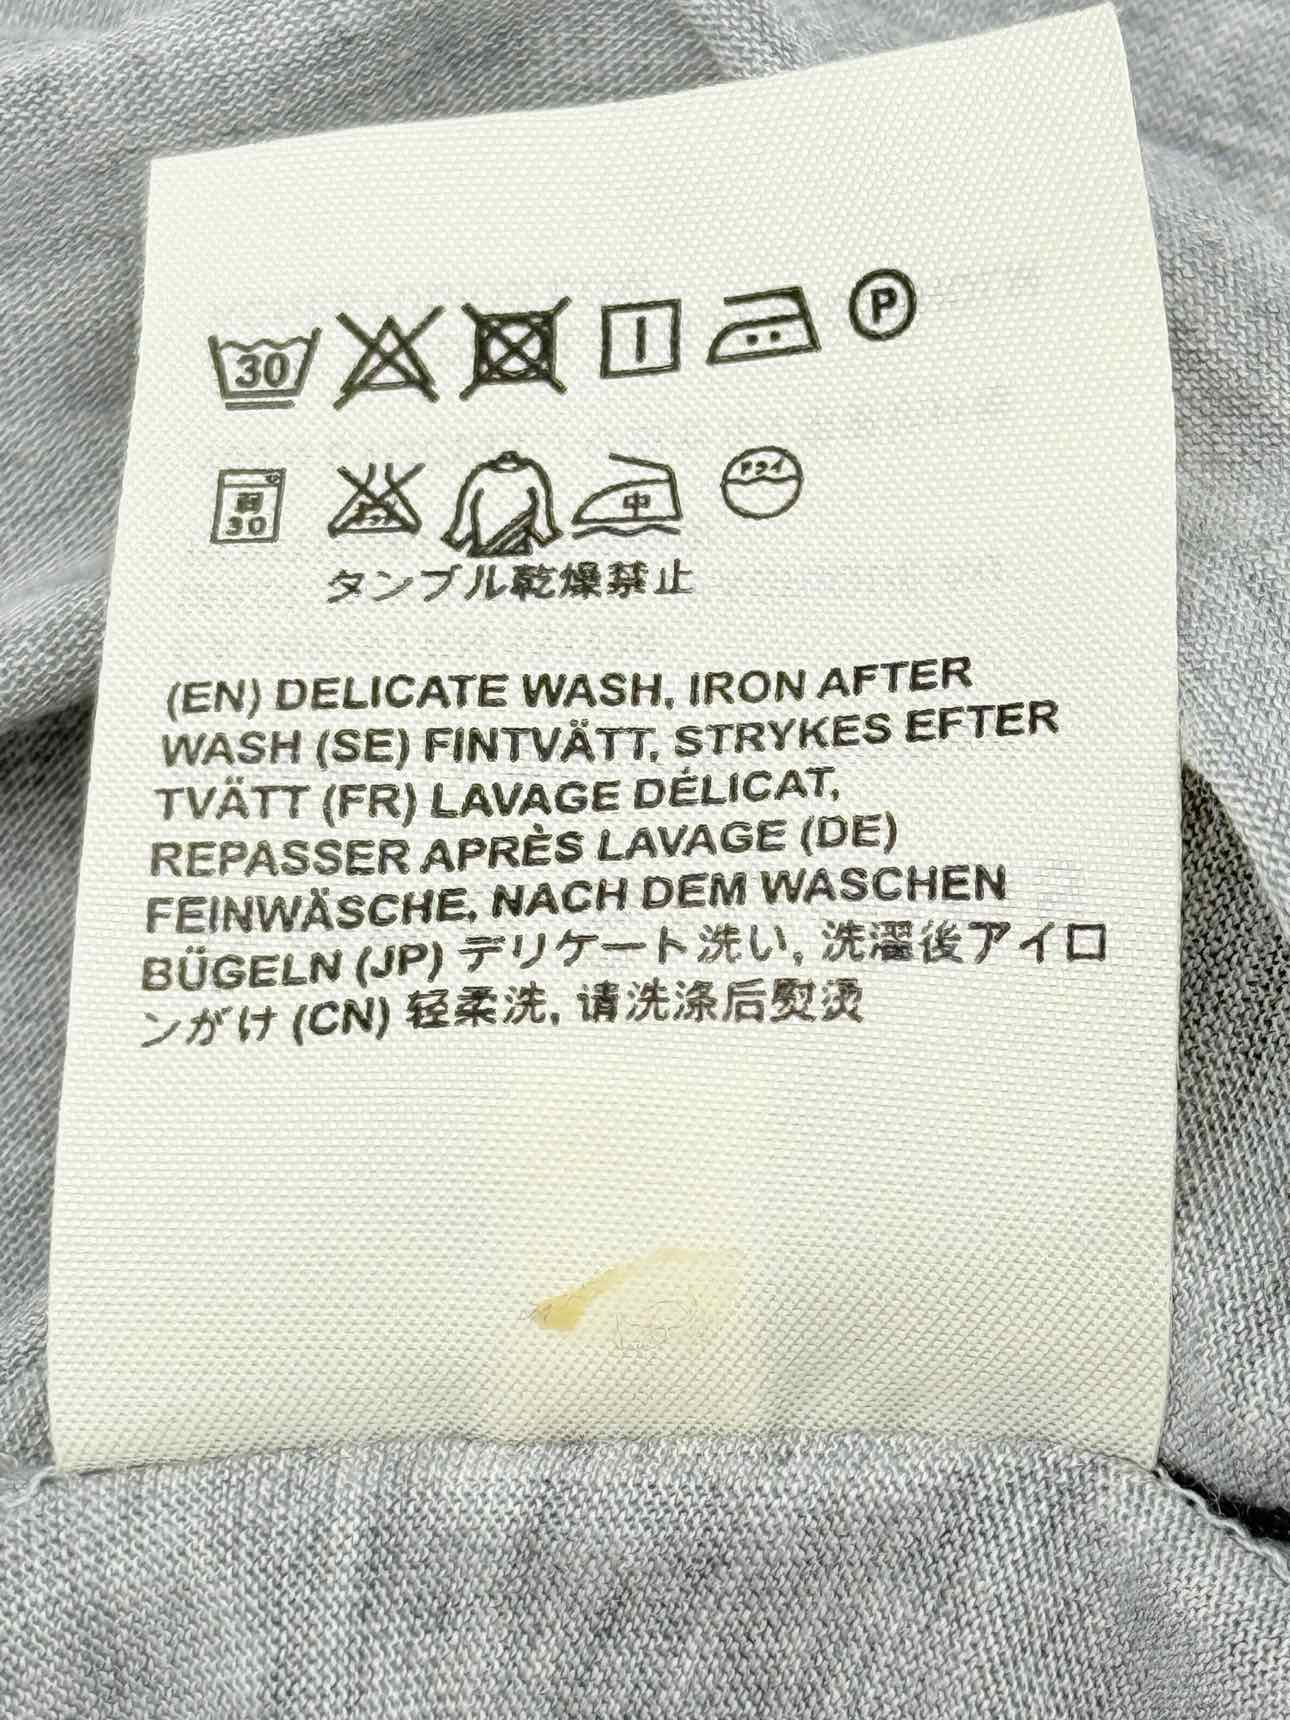 30 P
30 中 ドライ
タンブル乾燥禁止
(EN) DELICATE WASH, IRON AFTER
WASH (SE) FINTVÄTT, STRYKES EFTER
TVÄTT (FR) LAVAGE DÉLICAT,
REPASSER APRÈS LAVAGE (DE)
FEINWÄSCHE, NACH DEM WASCHEN
BÜGELN (JP) デリケート洗い, 洗濯後アイロ
ンがけ (CN) 轻柔洗, 请洗涤后熨烫